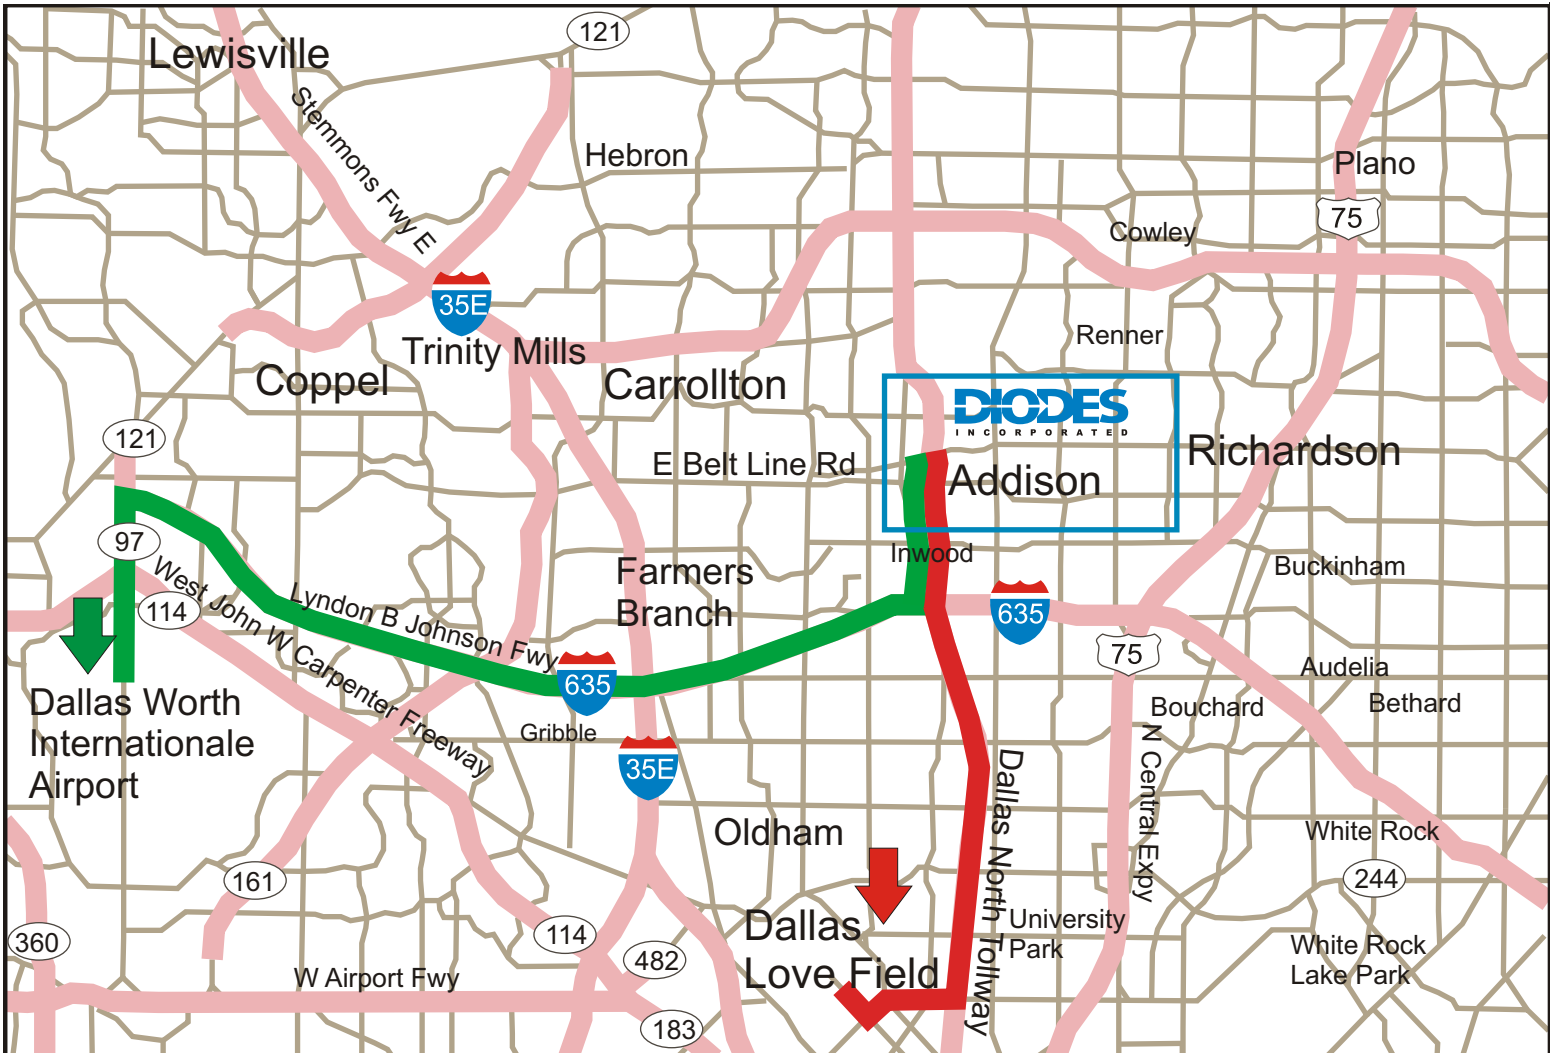 121
Lewisville
Stemmons Fwy E
Hebron
Plano
75
Cowley
35E
Renner
Trinity Mills
Coppel
Carrollton
DIODES
INCORPORATED
121
E Belt Line Rd
Addison
Richardson
97
Inwood
West John W Carpenter Freeway
114
Lyndon B Johnson Fwy
Farmers
Branch
Buckinham
635
635
75
Audelia
Dallas Worth
Internationale
Airport
Bethard
Bouchard
Gribble
35E
N Central Expy
Dallas North Tollway
Oldham
White Rock
161
244
Dallas
Love Field
University
Park
360
114
482
White Rock
Lake Park
W Airport Fwy
183